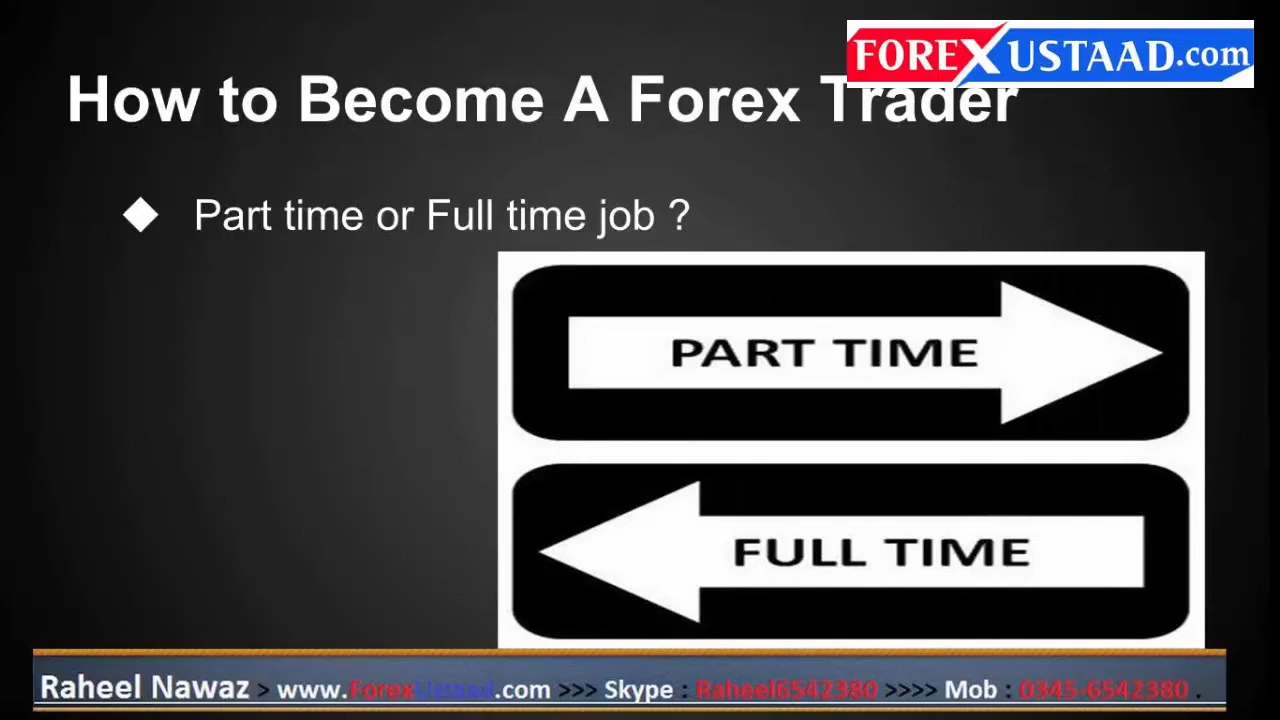 FOREXUSTAAD.com
How to Become A Forex Trader
◆ Part time or Full time job ?
PART TIME
FULL TIME
Raheel Nawaz > www.ForexUstaad.com >>> Skype : Raheel6542380 >>>> Mob : 0345-6542380 .